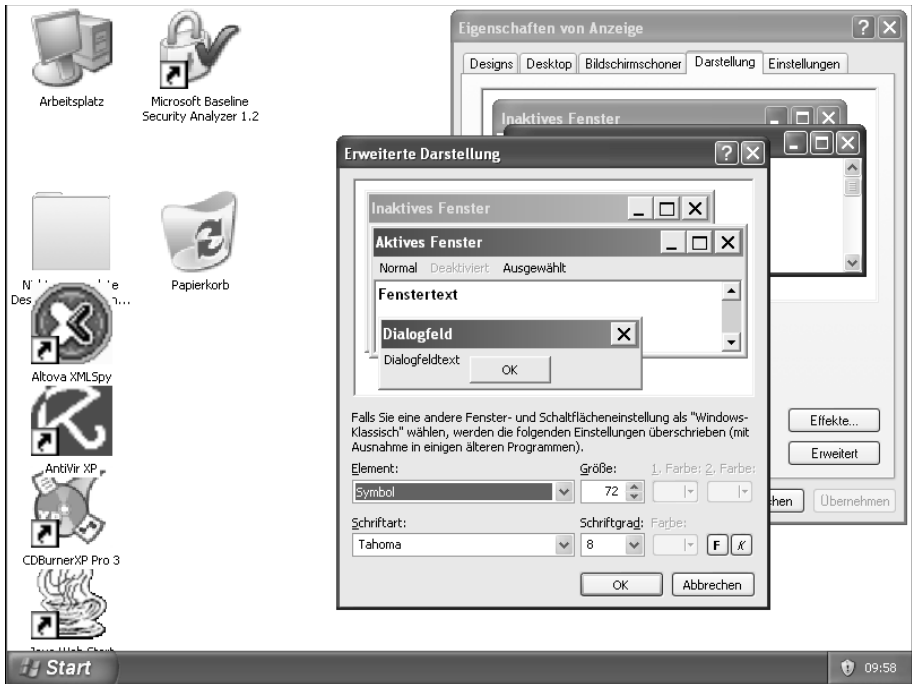 Arbeitsplatz
Microsoft Baseline
Security Analyzer 1.2
Papierkorb
Altova XMLSpy
AntiVir XP
CDBurnerXP Pro 3
Java Web Start
Eigenschaften von Anzeige
Designs Desktop Bildschirmschoner Darstellung Einstellungen
Inaktives Fenster
Effekte...
Erweitert
Übernehmen
Erweiterte Darstellung
Inaktives Fenster
Aktives Fenster
Normal Deaktiviert Ausgewählt
Fenstertext
Dialogfeld
Dialogfeldtext
OK
Falls Sie eine andere Fenster- und Schaltflächeneinstellung als "Windows-
Klassisch" wählen, werden die folgenden Einstellungen überschrieben (mit
Ausnahme in einigen älteren Programmen).
Element: Größe: 1. Farbe: 2. Farbe:
Symbol 72
Schriftart: Schriftgrad: Farbe:
Tahoma 8 F K
OK Abbrechen
Start 09:58